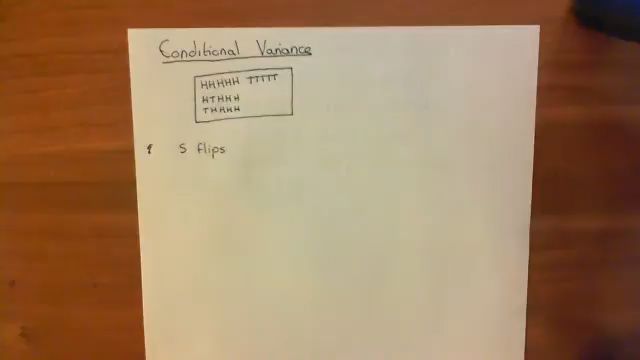 Conditional Variance
HHHHH TTTTT
HTHHH
THHHH
5 flips